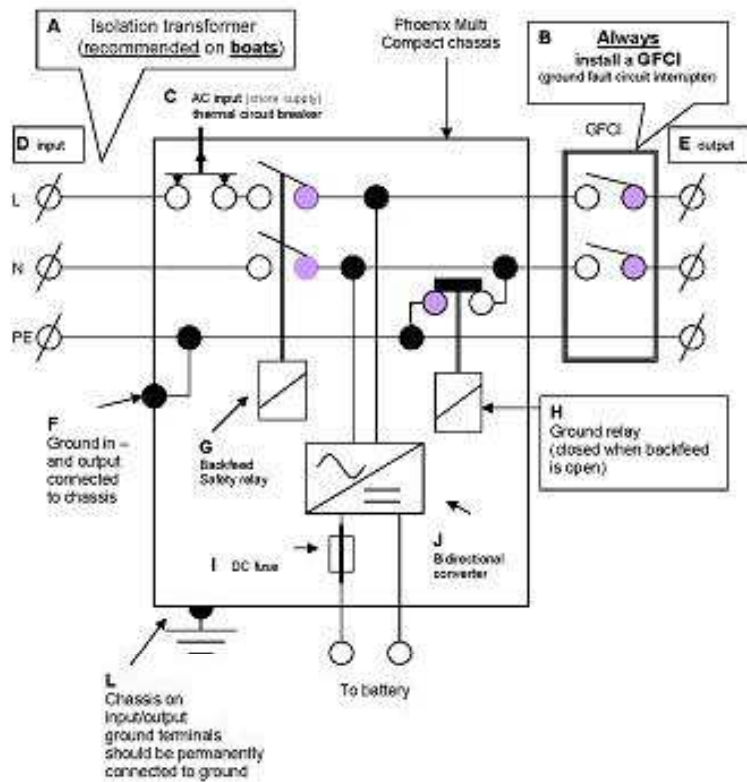 A Isolation transformer
(recommended on boats)
Phoenix Multi
Compact chassis
B Always
install a GFCI
(ground fault circuit interrupter)
C AC input (shore supply)
thermal circuit breaker
GFCI
D input
E output
L
N
PE
F
Ground in –
and output
connected
to chassis
G
Backfeed
Safety relay
H
Ground relay
(closed when backfeed
is open)
I DC fuse
J
Bidirectional
converter
L
Chassis on
input/output
ground terminals
should be permanently
connected to ground
To battery